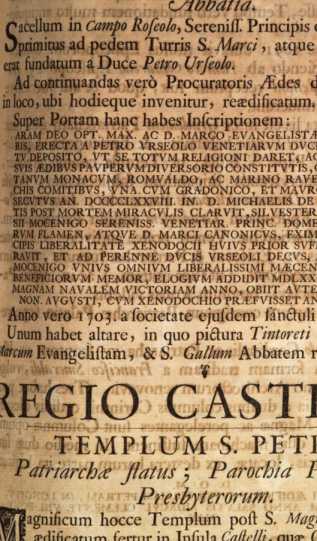 Abbatia.
Sacellum in Campo Roseolo, Sereniss. Principis
primitus ad pedem Turris S. Marci, atque
erat fundatum a Duce Petro Urseolo.
Ad continuandas verò Procuratoris Ædes d
in loco, ubi hodieque invenitur, reædificatum.
Super Portam hanc habes Inscriptionem:
ARAM DEO OPT. MAX. AC D. MARCO EVANGELISTÆ
BIS, ERECTA A PETRO VRSEOLO VENETIARVM DVCE
TV DEPOSITO, VT SE TOTVM RELIGIONI DARET, AC
SVIS ÆDIBVS PAVPERVM DIVERSORIO CONSTITVTIS,
TANVM MONACVM, ROMVALDO, AC MARINO RAVE
CHIS COMITIBVS, VNA CVM GRADONICO, ET MAVRO
SECVTVS AN. DCCCCLXXVIII. IN D. MICHAELIS DE
TIS POST MORTEM MIRACVLIS CLARVIT, SILVESTER
SII MOCENIGO SERENISS. VENETIAR. PRINC. DOMI
RVM FLAMEN, ATQVE D. MARCI CANONICVS, EXIM
CIPIS LIBERALITATE XENODOCII HVIVS PRIOR SVFF
RAVIT, ET AD PERENNE DVCIS VRSEOLI DECVS,
MOCENIGO VNIVS OMNIVM LIBERALISSIMI MÆCEN
BENEFICIORVM MEMOR, ELOGIVM ADDIDIT MDLXX
MAGNAM NAVALEM VICTORIAM ANNO, OBIIT AVTE
NON. AVGVSTI, CVM XENODOCHIO PRÆFVISSET AN
Anno vero 1703. a societate ejusdem sanctuli
Unum habet altare, in quo pictura Tintoreti
Marcum Evangelistam, & S. Gallum Abbatem r
REGIO CASTE
TEMPLUM S. PETR
Patriarchæ status; Parochia P
Presbyterorum.
Magnificum hocce Templum post S. Mag
ædificatum fertur in Insula Castelli, quæ O